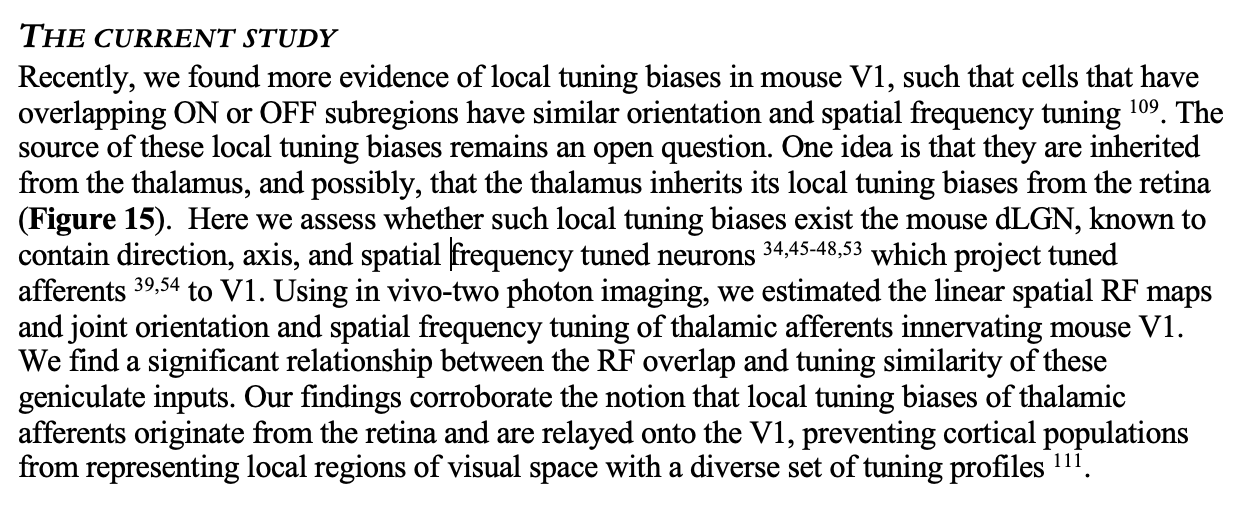 THE CURRENT STUDY
Recently, we found more evidence of local tuning biases in mouse V1, such that cells that have
overlapping ON or OFF subregions have similar orientation and spatial frequency tuning 109. The
source of these local tuning biases remains an open question. One idea is that they are inherited
from the thalamus, and possibly, that the thalamus inherits its local tuning biases from the retina
(Figure 15).  Here we assess whether such local tuning biases exist the mouse dLGN, known to
contain direction, axis, and spatial frequency tuned neurons 34,45-48,53 which project tuned
afferents 39,54 to V1. Using in vivo-two photon imaging, we estimated the linear spatial RF maps
and joint orientation and spatial frequency tuning of thalamic afferents innervating mouse V1.
We find a significant relationship between the RF overlap and tuning similarity of these
geniculate inputs. Our findings corroborate the notion that local tuning biases of thalamic
afferents originate from the retina and are relayed onto the V1, preventing cortical populations
from representing local regions of visual space with a diverse set of tuning profiles 111.